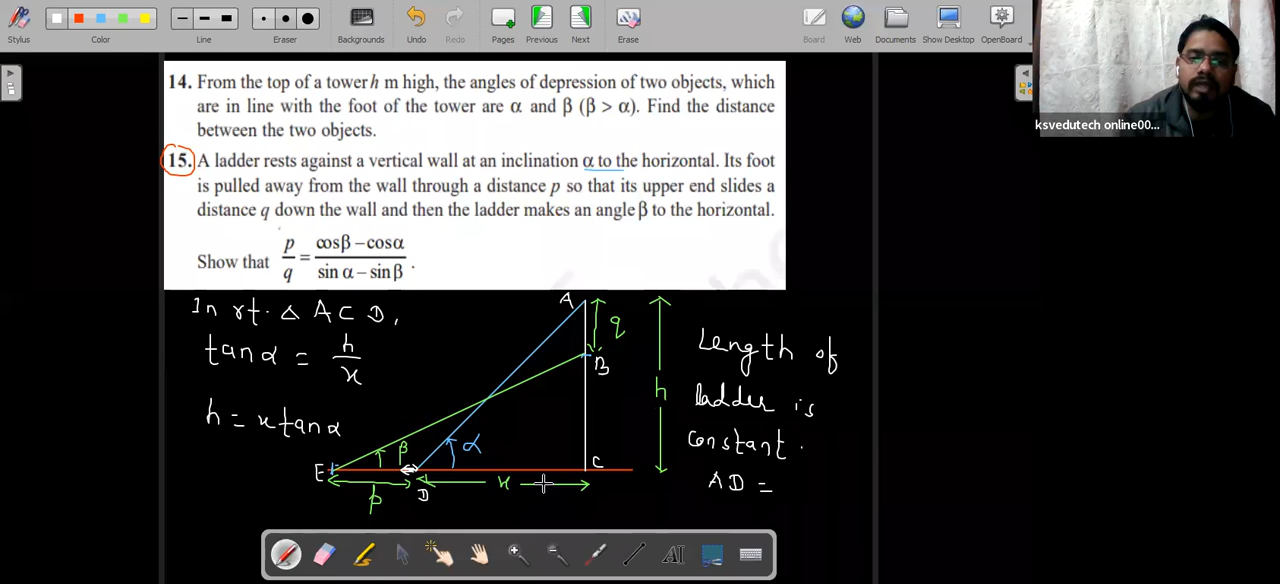 Stylus
Color
Line
Eraser
Backgrounds
Undo
Redo
Pages
Previous
Next
Erase
Board
Web
Documents
Show Desktop
OpenBoard
ksvedutech online00...
14. From the top of a tower h m high, the angles of depression of two objects, which
are in line with the foot of the tower are α and β (β > α). Find the distance
between the two objects.
15. A ladder rests against a vertical wall at an inclination α to the horizontal. Its foot
is pulled away from the wall through a distance p so that its upper end slides a
distance q down the wall and then the ladder makes an angle β to the horizontal.
Show that p/q = (cosβ – cosα)/(sin α – sin β).
In rt. △ ACD,
tanα = h/x
h = x tanα
A
q
B
h
β
α
E
C
p
D
x
Length of
ladder is
constant.
AD =
AI